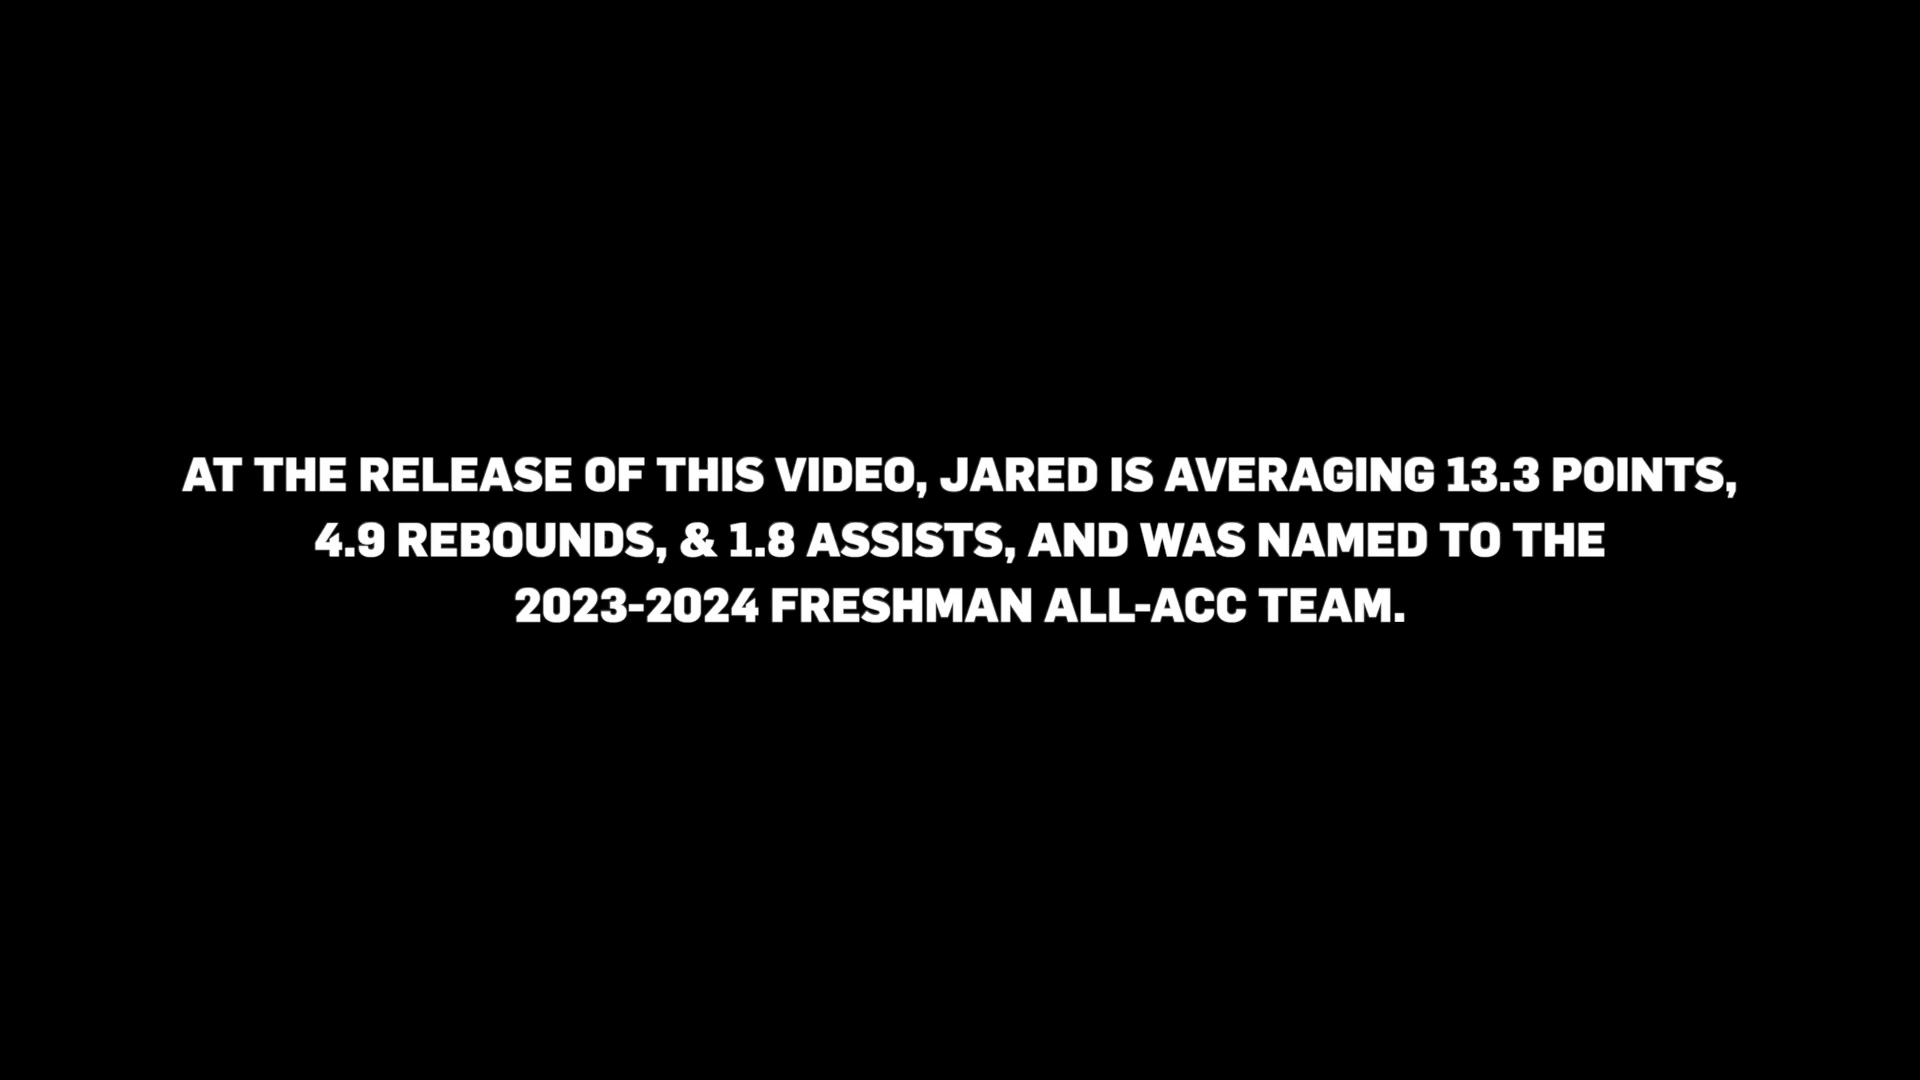 AT THE RELEASE OF THIS VIDEO, JARED IS AVERAGING 13.3 POINTS,
4.9 REBOUNDS, & 1.8 ASSISTS, AND WAS NAMED TO THE
2023-2024 FRESHMAN ALL-ACC TEAM.